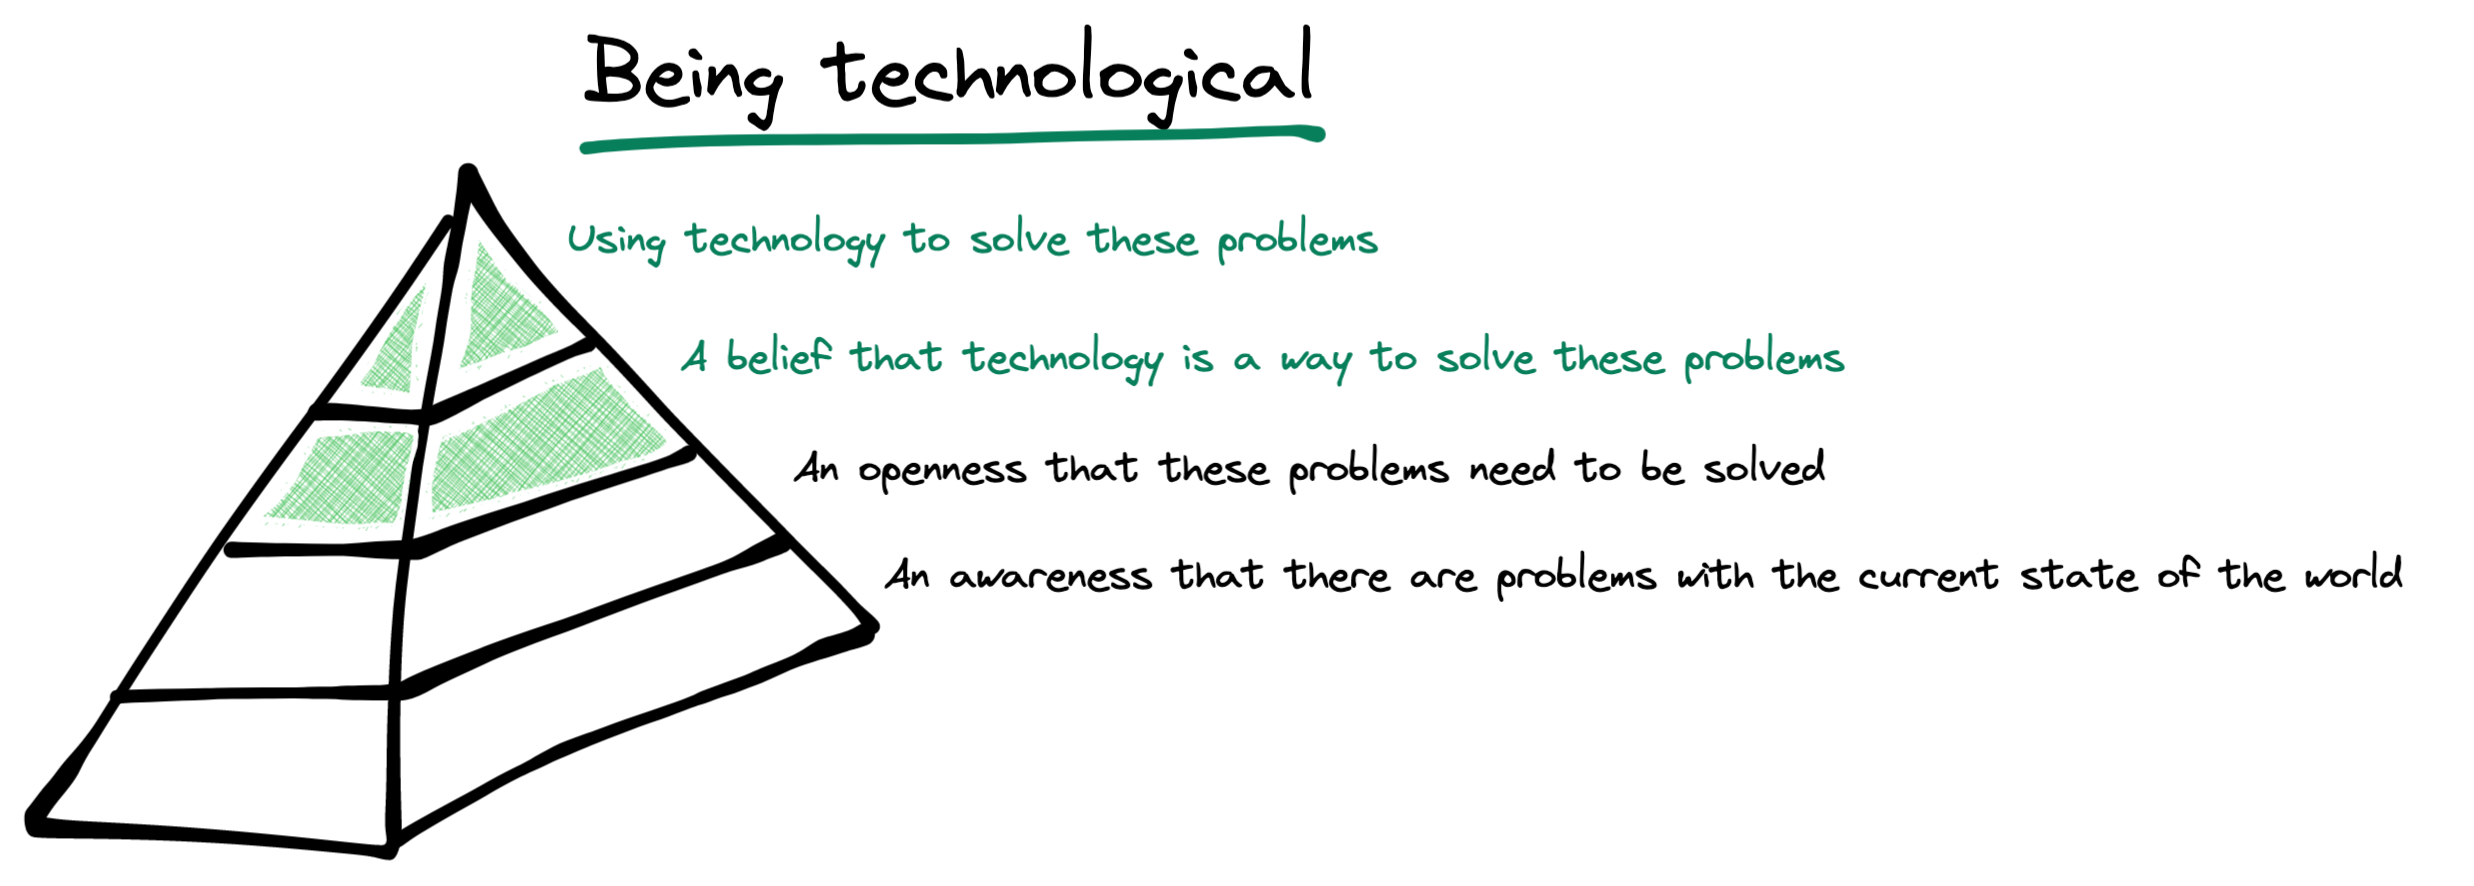 Being technological
Using technology to solve these problems
A belief that technology is a way to solve these problems
An openness that these problems need to be solved
An awareness that there are problems with the current state of the world